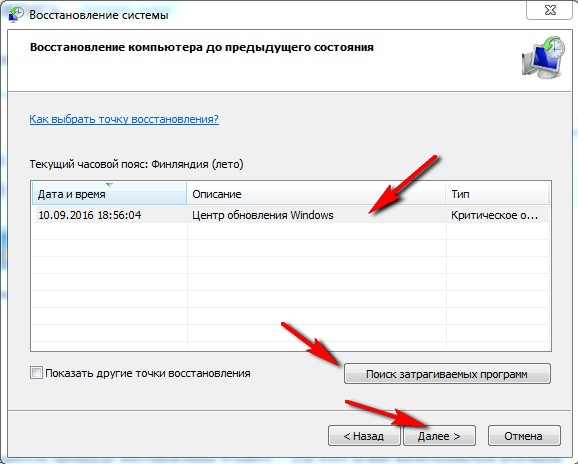 Восстановление системы
Восстановление компьютера до предыдущего состояния
Как выбрать точку восстановления?
Текущий часовой пояс: Финляндия (лето)
Дата и время Описание Тип
10.09.2016 18:56:04 Центр обновления Windows Критическое о...
Показать другие точки восстановления
Поиск затрагиваемых программ
< Назад Далее > Отмена